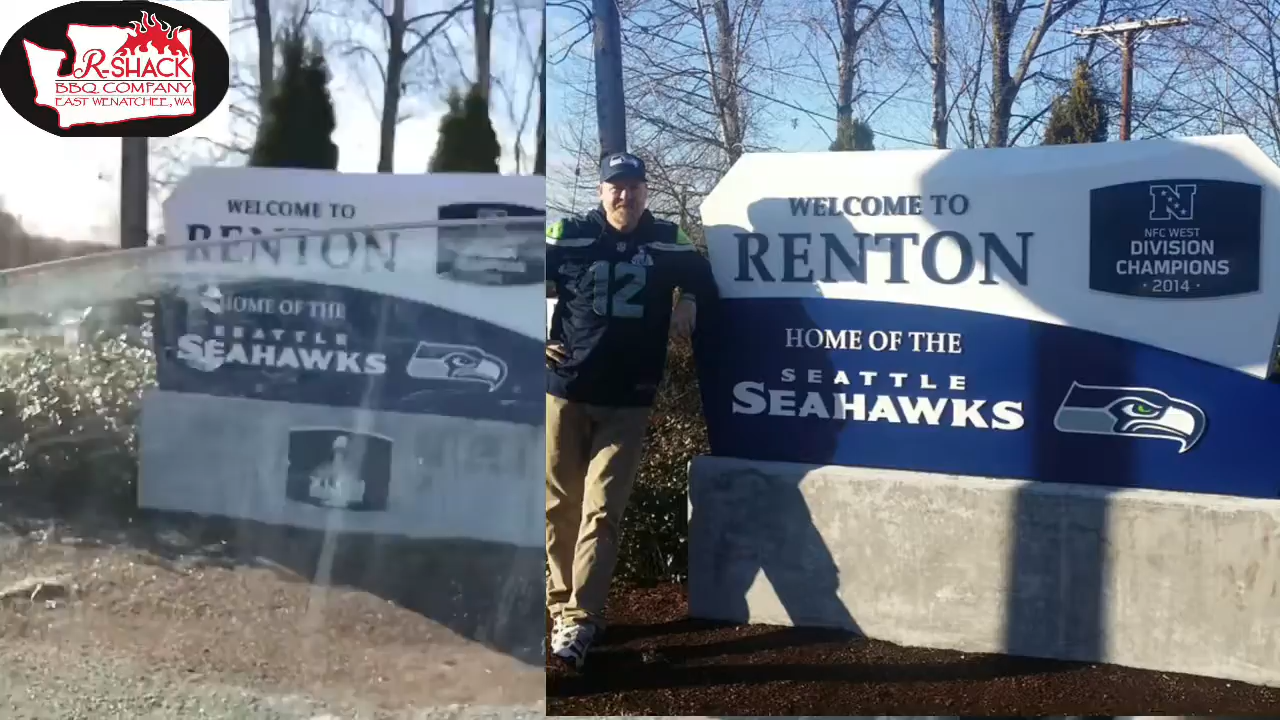 R-SHACK
BBQ COMPANY
EAST WENATCHEE, WA
WELCOME TO
RENTON
HOME OF THE
SEATTLE
SEAHAWKS
WELCOME TO
RENTON
N
NFC WEST
DIVISION
CHAMPIONS
· 2014 ·
HOME OF THE
SEATTLE
SEAHAWKS
12